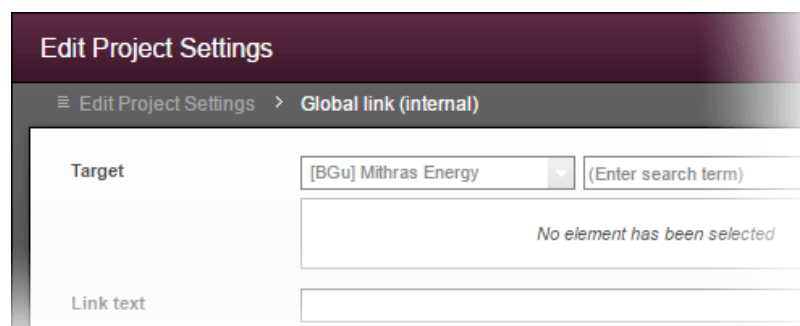 Edit Project Settings
Edit Project Settings > Global link (internal)
Target [BGu] Mithras Energy (Enter search term)
No element has been selected
Link text